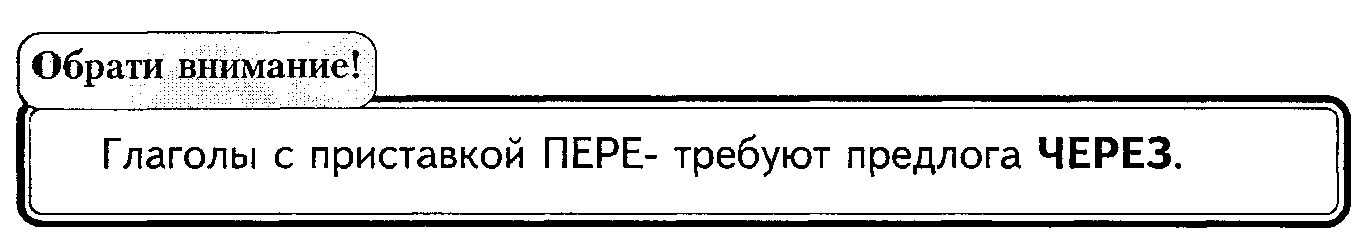 Обрати внимание!
Глаголы с приставкой ПЕРЕ- требуют предлога ЧЕРЕЗ.